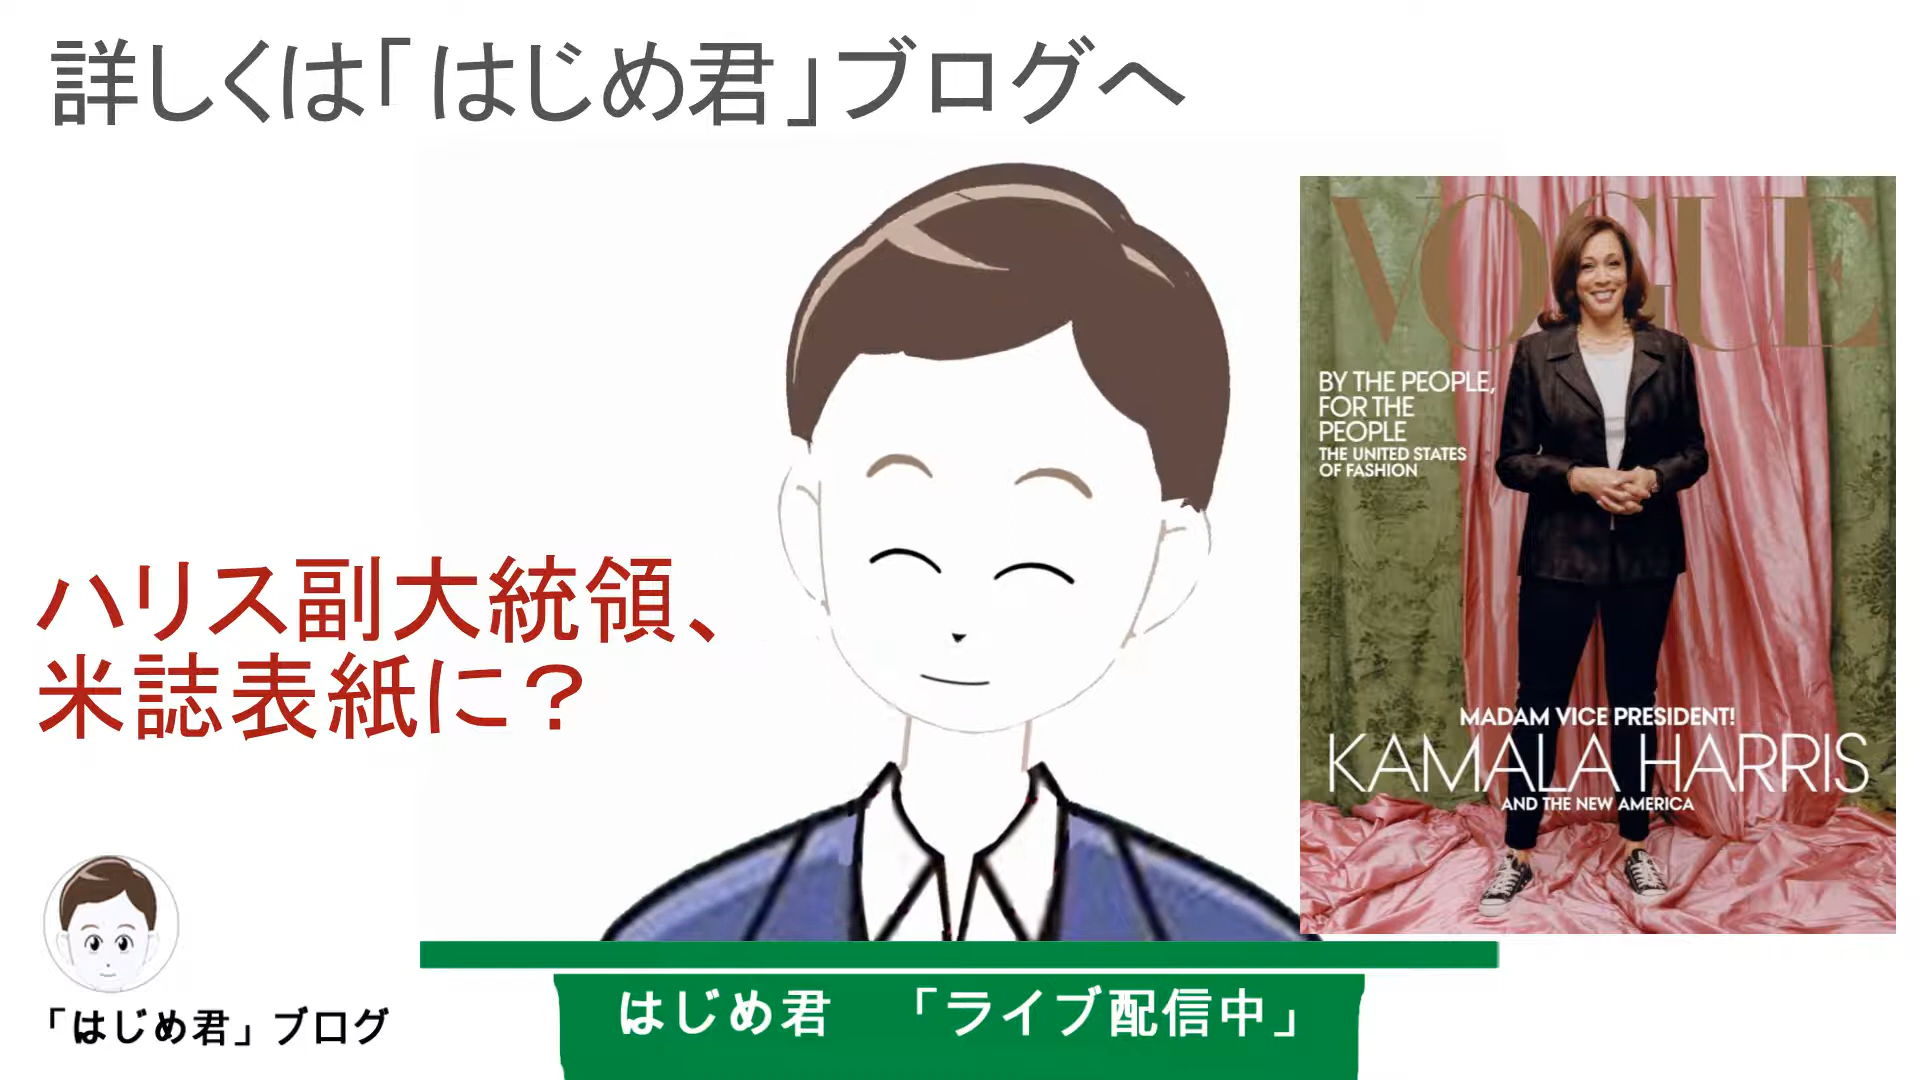 詳しくは「はじめ君」ブログへ
VOGUE
BY THE PEOPLE,
FOR THE
PEOPLE
THE UNITED STATES
OF FASHION
ハリス副大統領、
米誌表紙に？
MADAM VICE PRESIDENT!
KAMALA HARRIS
AND THE NEW AMERICA
「はじめ君」ブログ
はじめ君　「ライブ配信中」